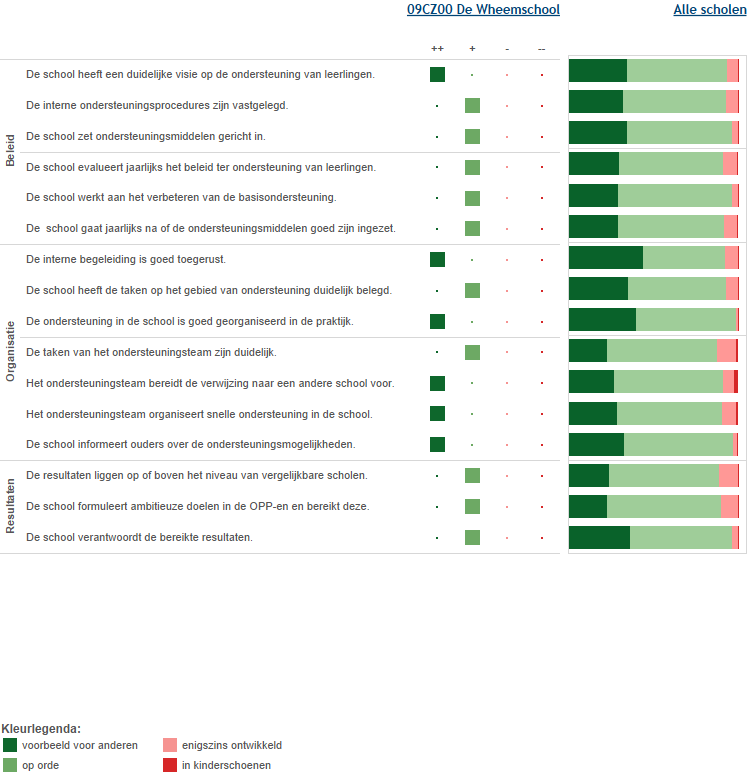 09CZ00 De Wheemschool Alle scholen
++ + - --
Beleid
De school heeft een duidelijke visie op de ondersteuning van leerlingen.
De interne ondersteuningsprocedures zijn vastgelegd.
De school zet ondersteuningsmiddelen gericht in.
De school evalueert jaarlijks het beleid ter ondersteuning van leerlingen.
De school werkt aan het verbeteren van de basisondersteuning.
De school gaat jaarlijks na of de ondersteuningsmiddelen goed zijn ingezet.
Organisatie
De interne begeleiding is goed toegerust.
De school heeft de taken op het gebied van ondersteuning duidelijk belegd.
De ondersteuning in de school is goed georganiseerd in de praktijk.
De taken van het ondersteuningsteam zijn duidelijk.
Het ondersteuningsteam bereidt de verwijzing naar een andere school voor.
Het ondersteuningsteam organiseert snelle ondersteuning in de school.
De school informeert ouders over de ondersteuningsmogelijkheden.
Resultaten
De resultaten liggen op of boven het niveau van vergelijkbare scholen.
De school formuleert ambitieuze doelen in de OPP-en en bereikt deze.
De school verantwoordt de bereikte resultaten.
Kleurlegenda:
voorbeeld voor anderen enigszins ontwikkeld
op orde in kinderschoenen